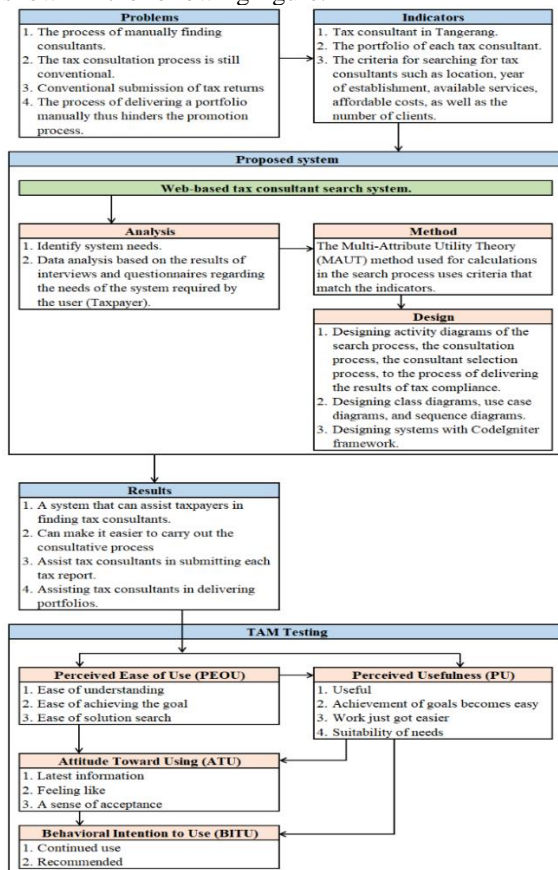 shown in the following figure.
Problems
1. The process of manually finding
consultants.
2. The tax consultation process is still
conventional.
3. Conventional submission of tax returns
4. The process of delivering a portfolio
manually thus hinders the promotion
process.
Indicators
1. Tax consultant in Tangerang.
2. The portfolio of each tax consultant.
3. The criteria for searching for tax
consultants such as location, year
of establishment, available services,
affordable costs, as well as the
number of clients.
Proposed system
Web-based tax consultant search system.
Analysis
1. Identify system needs.
2. Data analysis based on the results of
interviews and questionnaires regarding
the needs of the system required by
the user (Taxpayer).
Method
The Multi-Attribute Utility Theory
(MAUT) method used for calculations
in the search process uses criteria that
match the indicators.
Design
1. Designing activity diagrams of the
search process, the consultation
process, the consultant selection
process, to the process of delivering
the results of tax compliance.
2. Designing class diagrams, use case
diagrams, and sequence diagrams.
3. Designing systems with CodeIgniter
framework.
Results
1. A system that can assist taxpayers in
finding tax consultants.
2. Can make it easier to carry out the
consultative process
3. Assist tax consultants in submitting each
tax report.
4. Assisting tax consultants in delivering
portfolios.
TAM Testing
Perceived Ease of Use (PEOU)
1. Ease of understanding
2. Ease of achieving the goal
3. Ease of solution search
Perceived Usefulness (PU)
1. Useful
2. Achievement of goals becomes easy
3. Work just got easier
4. Suitability of needs
Attitude Toward Using (ATU)
1. Latest information
2. Feeling like
3. A sense of acceptance
Behavioral Intention to Use (BITU)
1. Continued use
2. Recommended